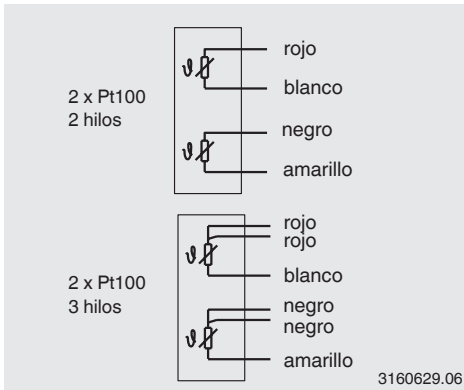 2 x Pt100
2 hilos
ϑ
rojo
blanco
ϑ
negro
amarillo
2 x Pt100
3 hilos
ϑ
rojo
rojo
blanco
ϑ
negro
negro
amarillo
3160629.06